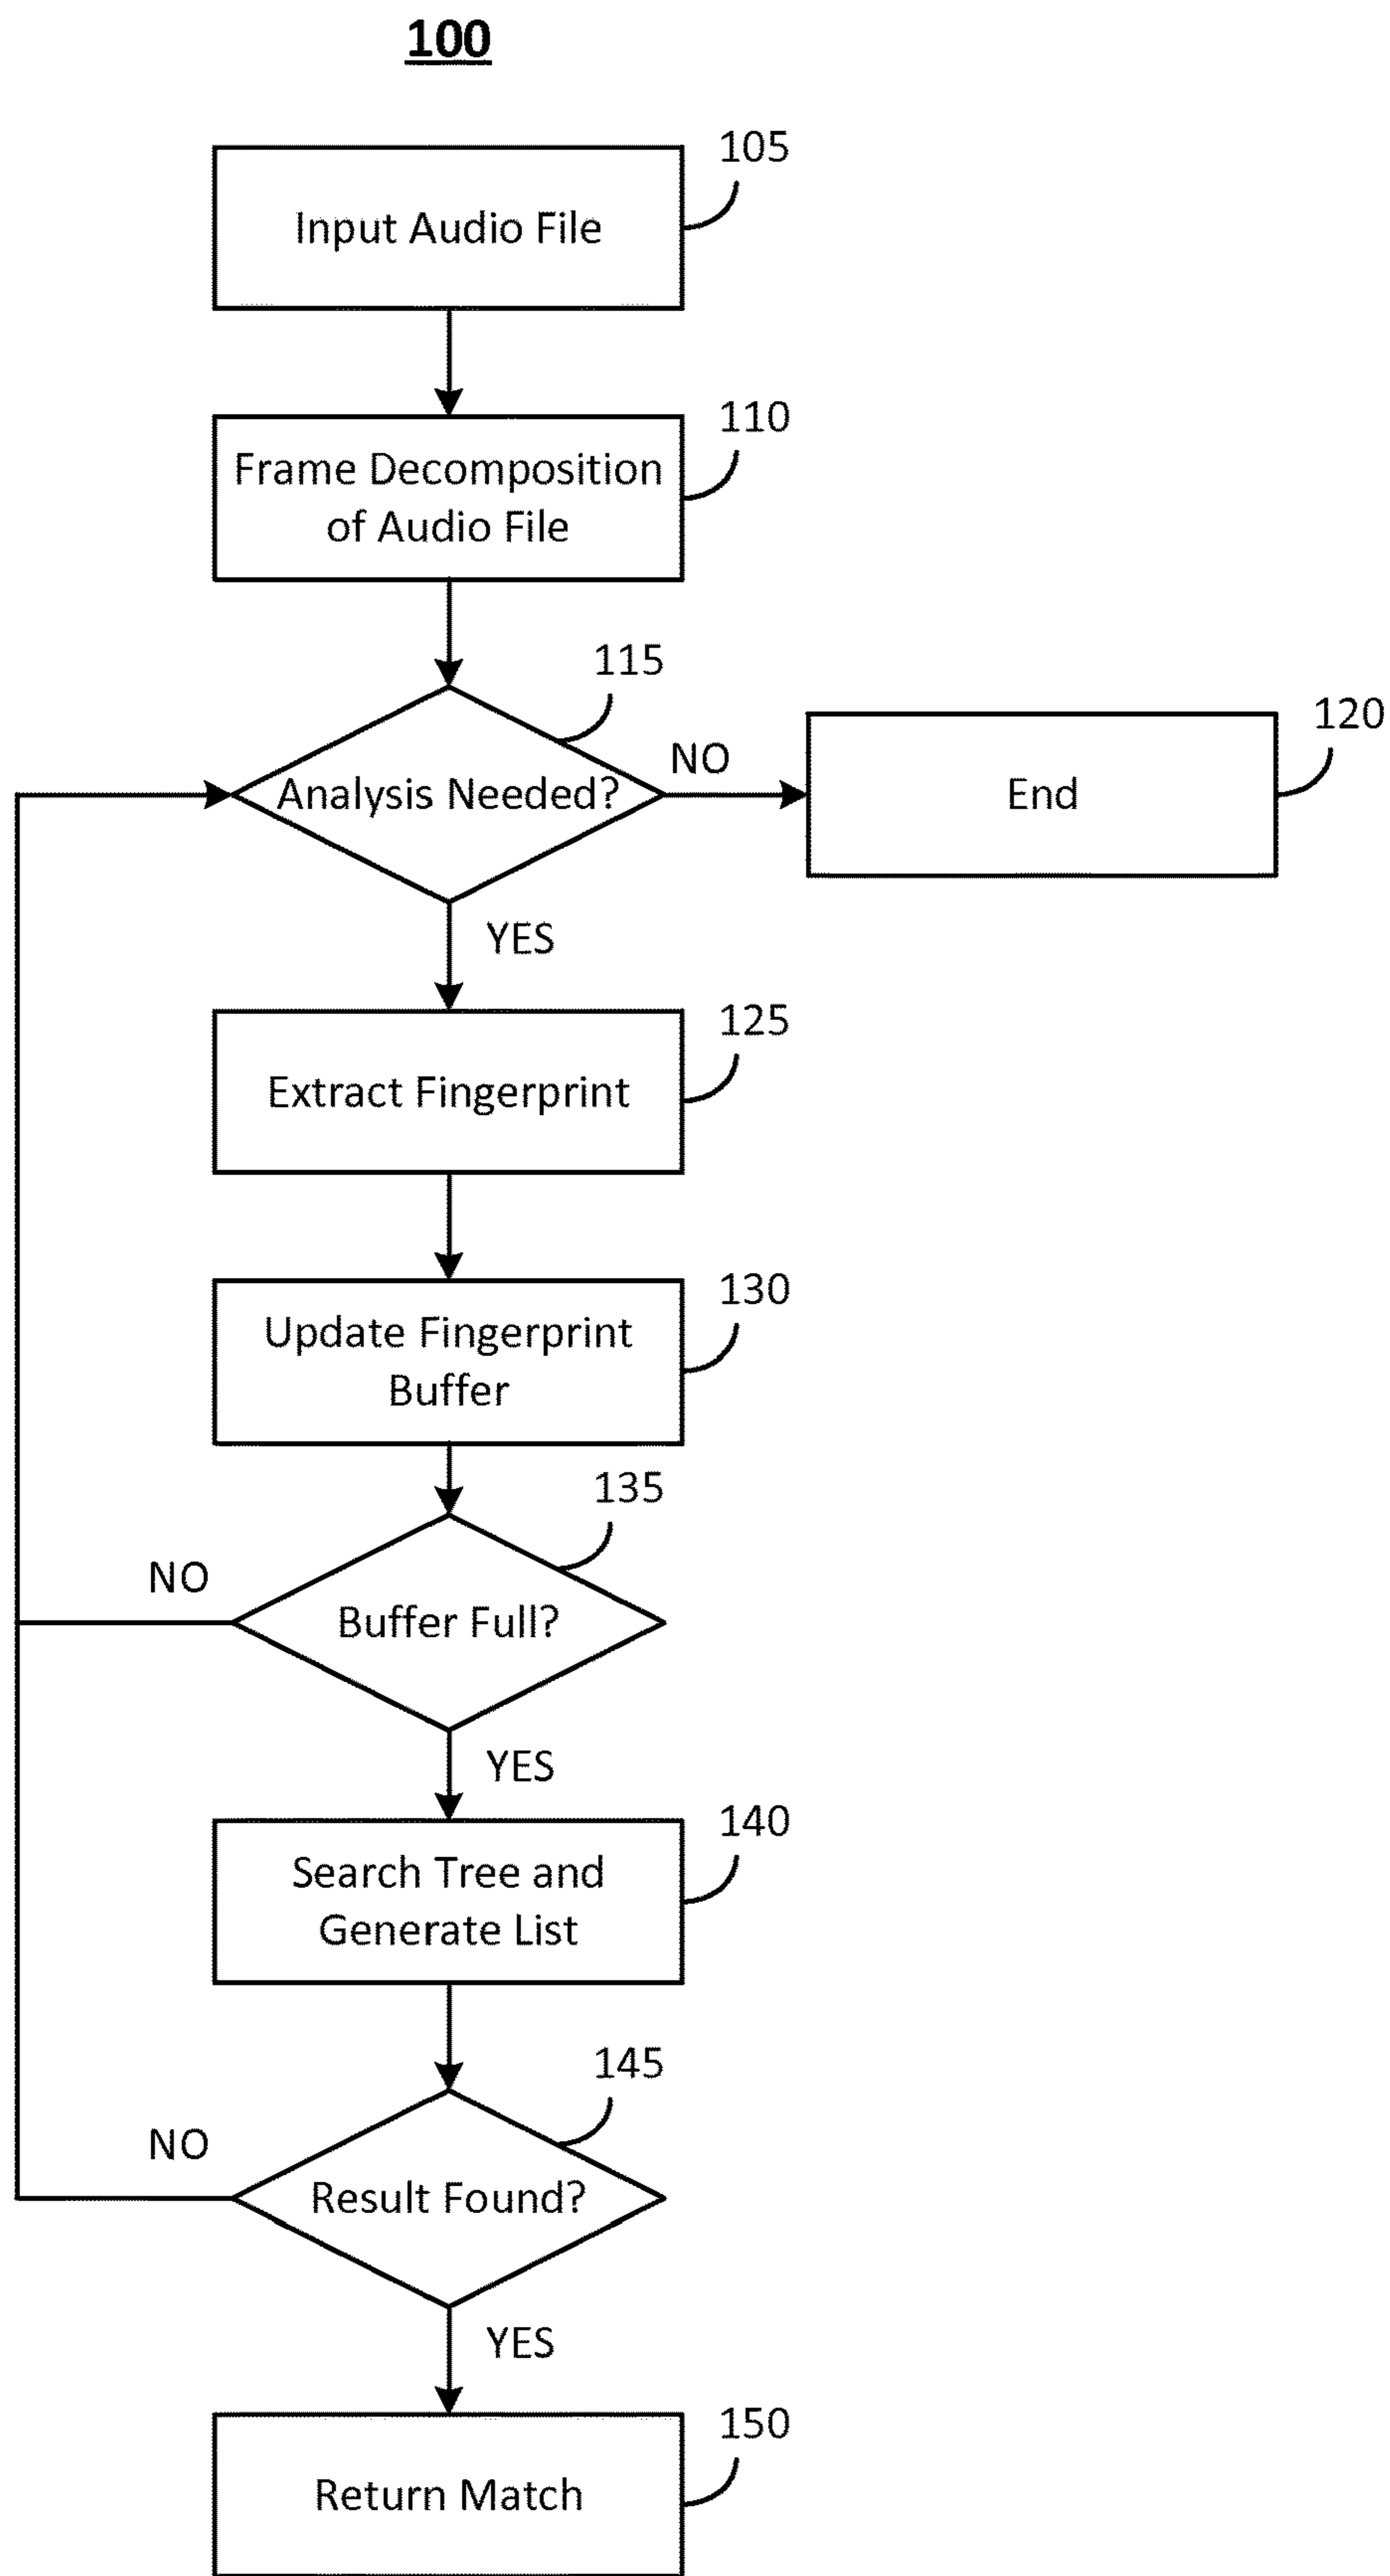 100
105
Input Audio File
110
Frame Decomposition
of Audio File
115
120
NO
Analysis Needed?
End
YES
125
Extract Fingerprint
130
Update Fingerprint
Buffer
135
NO
Buffer Full?
YES
140
Search Tree and
Generate List
145
NO
Result Found?
YES
150
Return Match